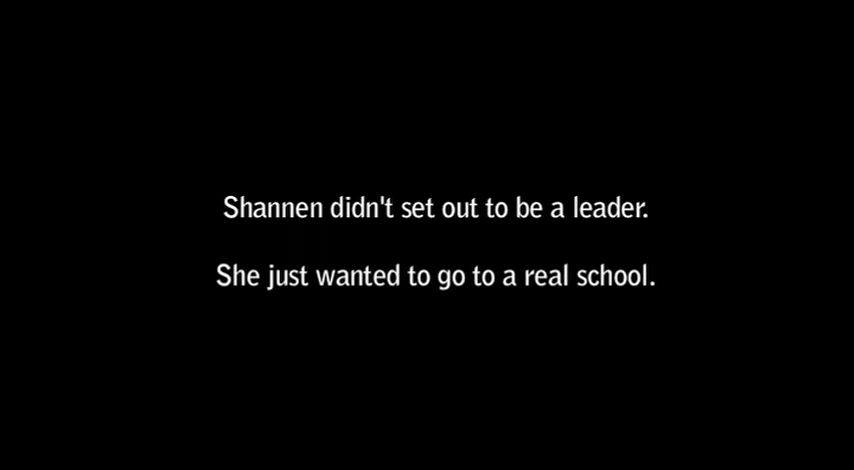 Shannen didn't set out to be a leader.
She just wanted to go to a real school.